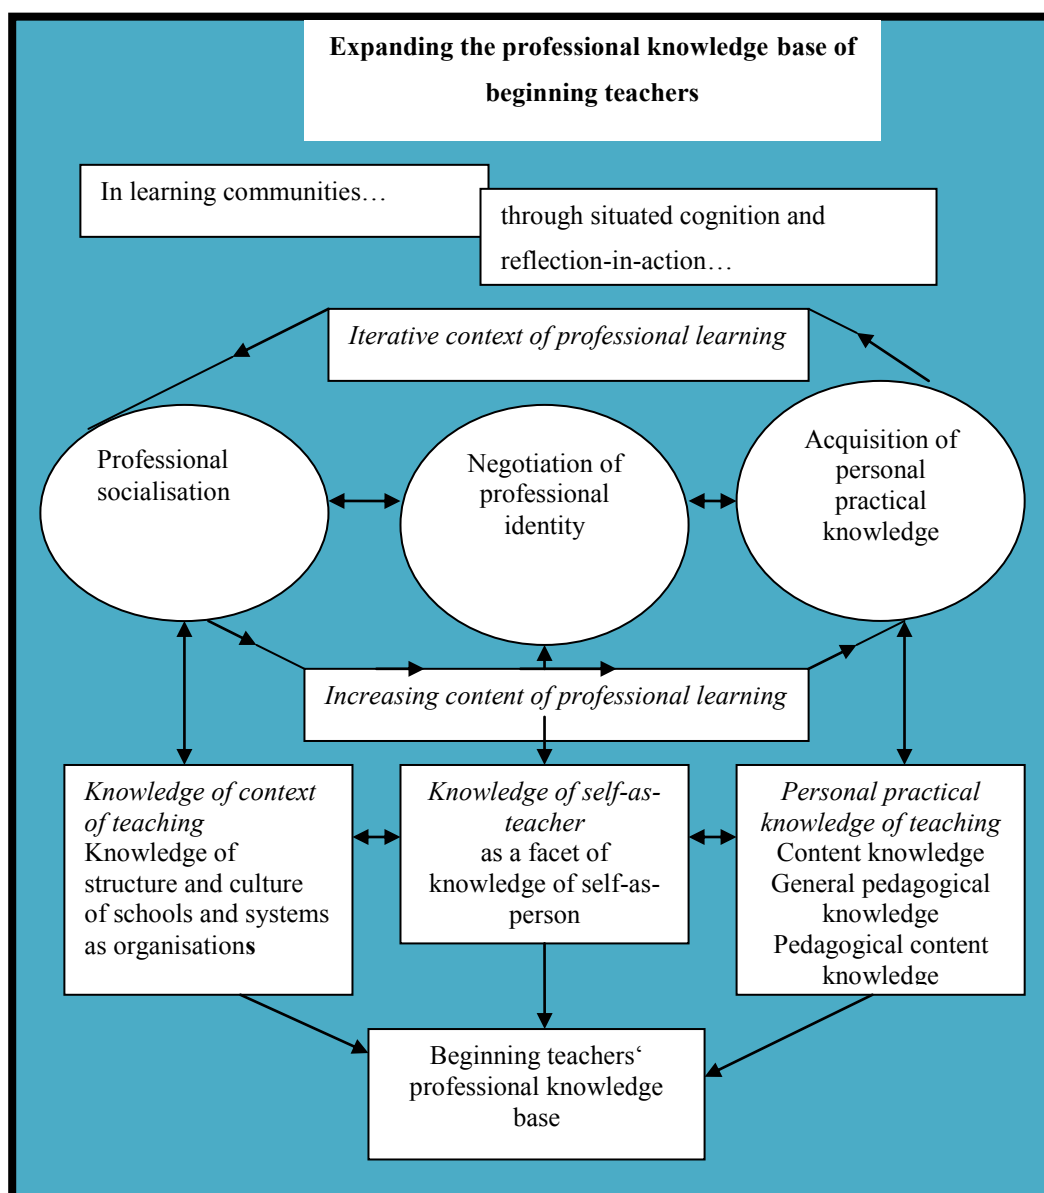 Expanding the professional knowledge base of
beginning teachers
In learning communities…
through situated cognition and
reflection-in-action…
Iterative context of professional learning
Professional
socialisation
Negotiation of
professional
identity
Acquisition of
personal
practical
knowledge
Increasing content of professional learning
Knowledge of context
of teaching
Knowledge of
structure and culture
of schools and systems
as organisations
Knowledge of self-as-
teacher
as a facet of
knowledge of self-as-
person
Personal practical
knowledge of teaching
Content knowledge
General pedagogical
knowledge
Pedagogical content
knowledge
Beginning teachers‘
professional knowledge
base